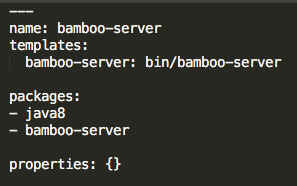 ---
name: bamboo-server
templates:
  bamboo-server: bin/bamboo-server

packages:
- java8
- bamboo-server

properties: {}